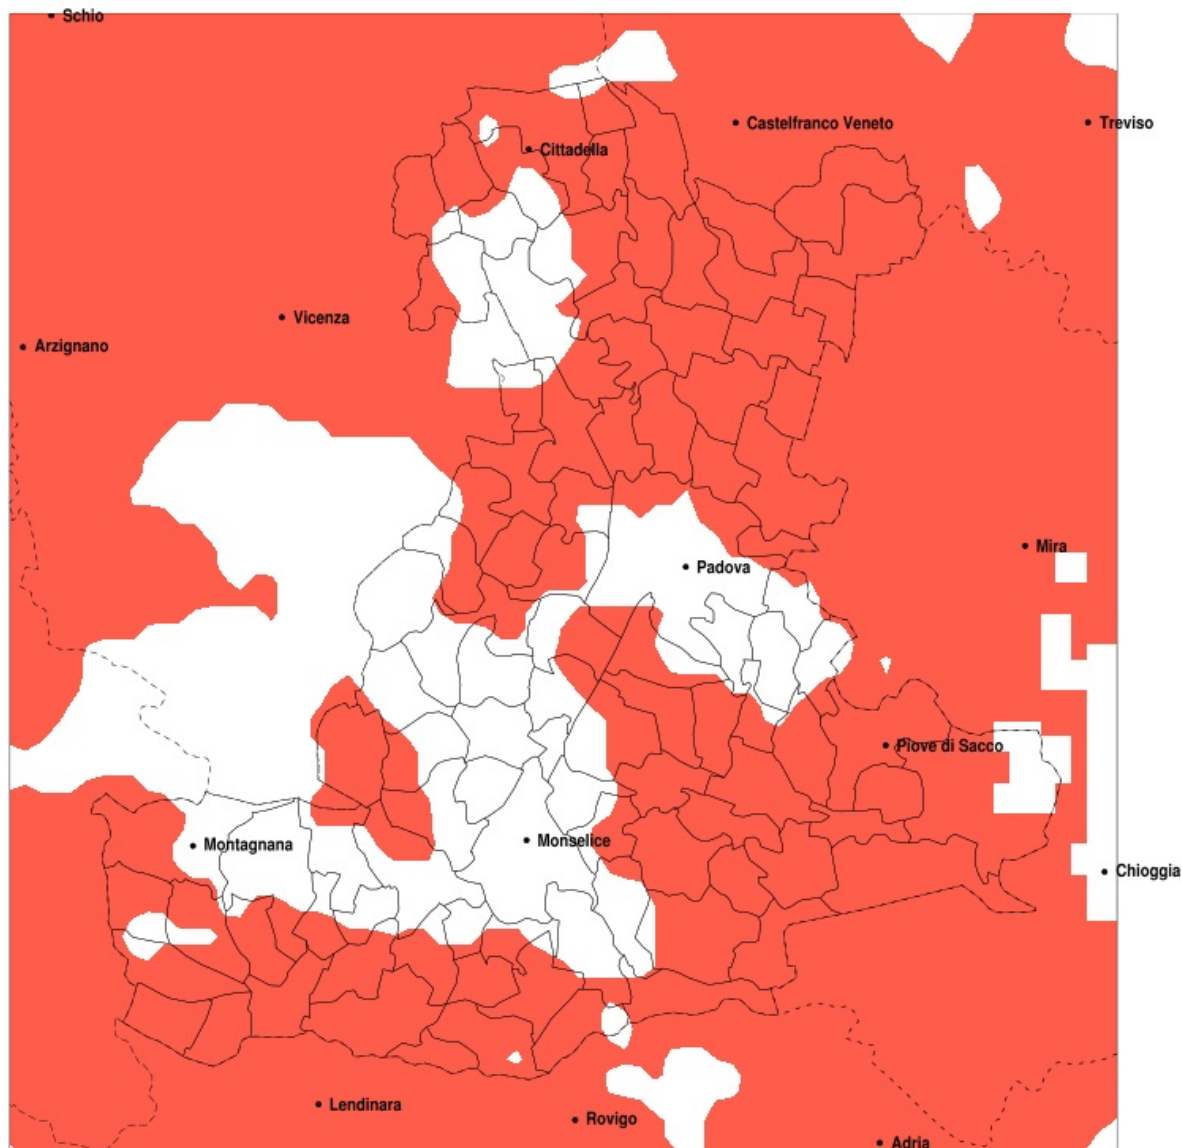 Schio
Castelfranco Veneto
Treviso
Cittadella
Vicenza
Arzignano
Mira
Padova
Piove di Sacco
Monselice
Montagnana
Chioggia
Lendinara
Rovigo
Adria